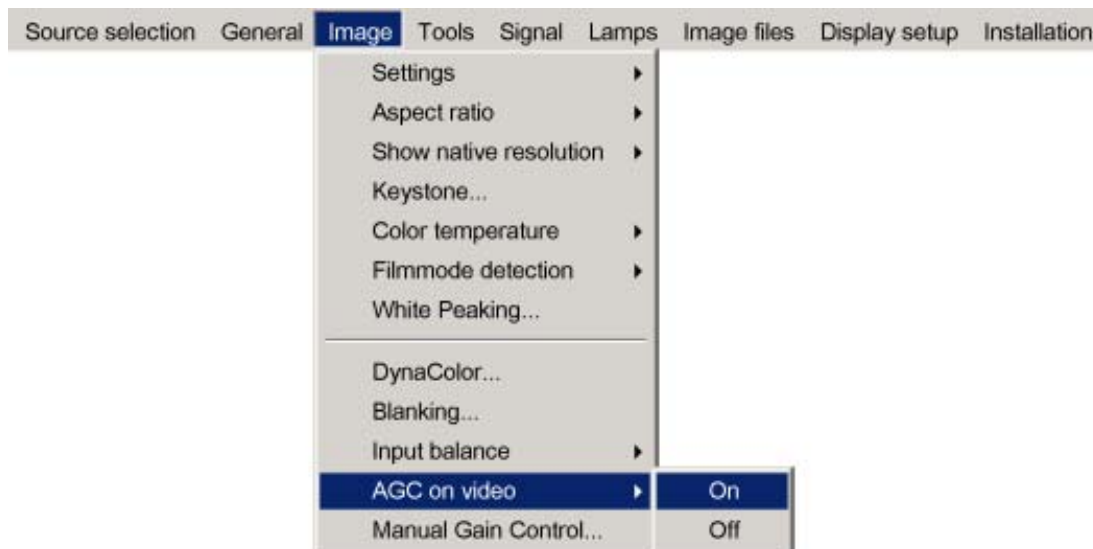 Source selection General Image Tools Signal Lamps Image files Display setup Installation
Settings
Aspect ratio
Show native resolution
Keystone...
Color temperature
Filmmode detection
White Peaking...
DynaColor...
Blanking...
Input balance
AGC on video On
Manual Gain Control... Off